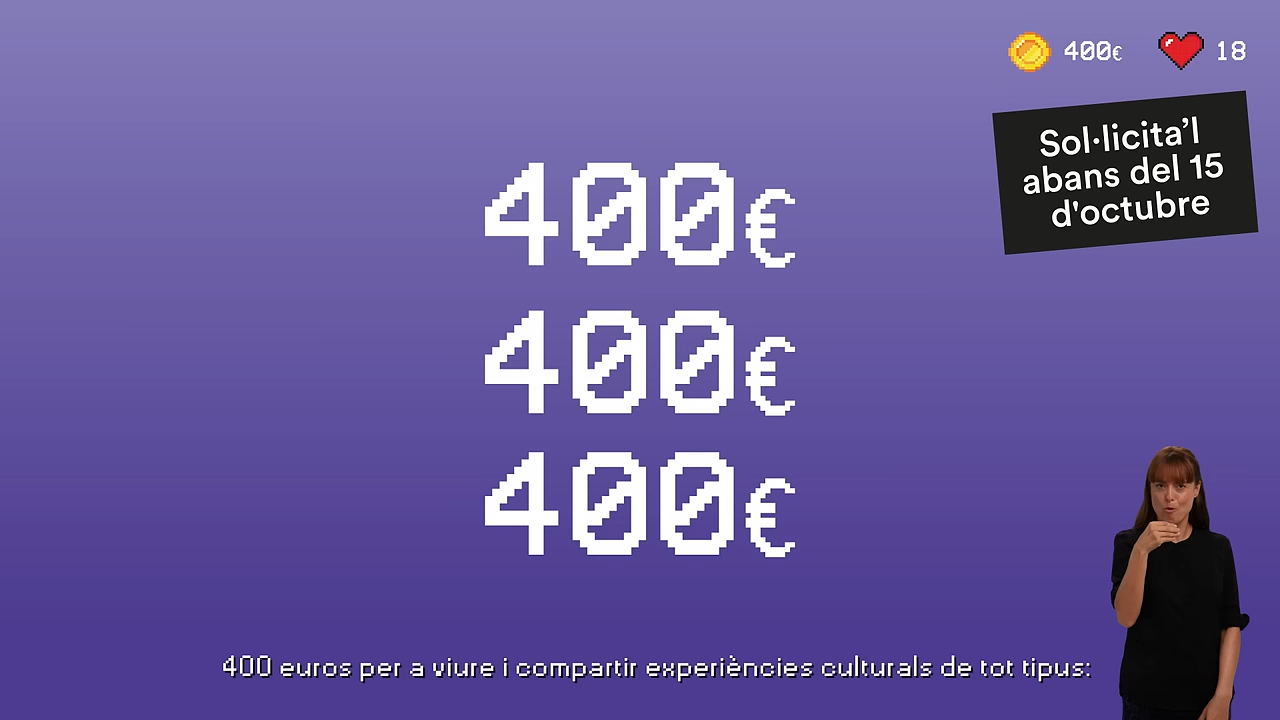 400€ 18
Sol·licita’l
abans del 15
d'octubre
400€
400€
400€
400 euros per a viure i compartir experiències culturals de tot tipus: